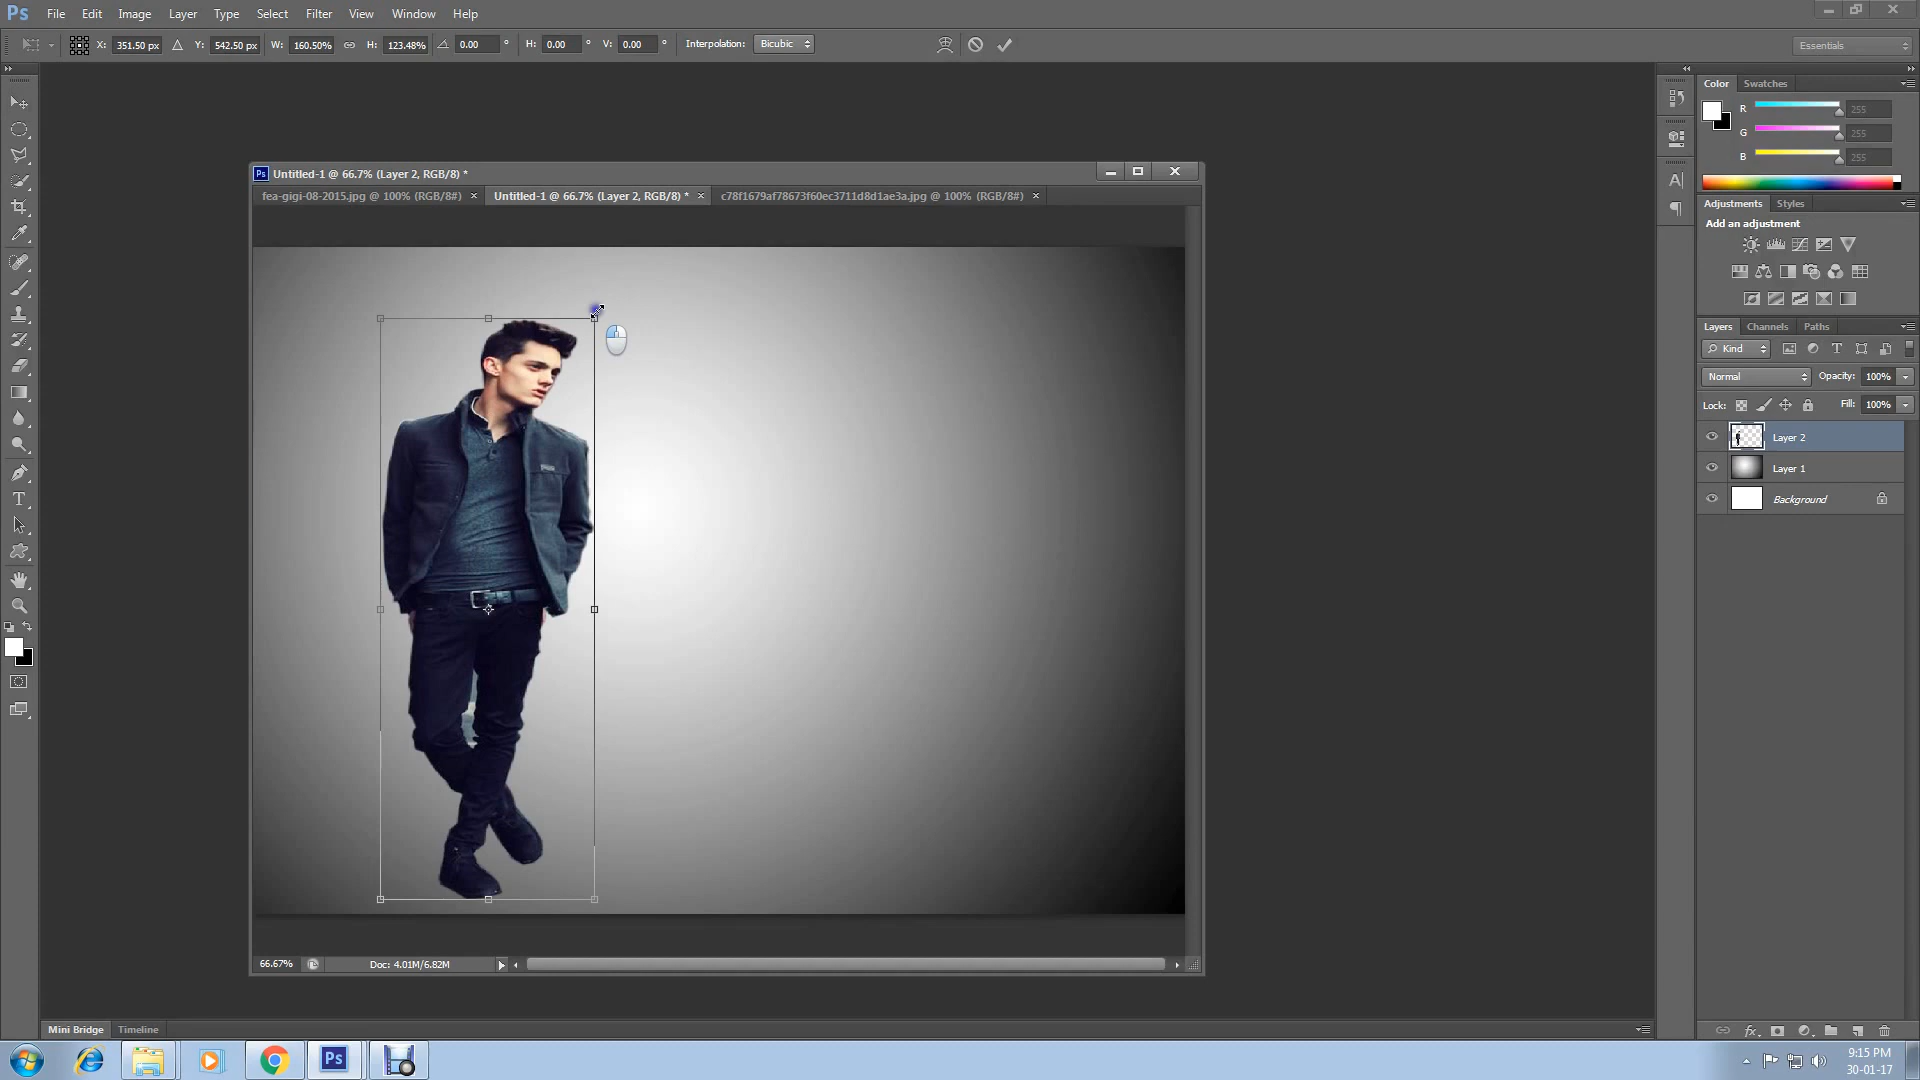 Ps File Edit Image Layer Type Select Filter View Window Help
X: 351.50 px Y: 542.50 px W: 160.50% H: 123.48% 0.00 ° H: 0.00 ° V: 0.00 ° Interpolation: Bicubic Essentials
Color Swatches
R 255
G 255
B 255
Adjustments Styles
Add an adjustment
Ps Untitled-1 @ 66.7% (Layer 2, RGB/8) *
fea-gigi-08-2015.jpg @ 100% (RGB/8#) × Untitled-1 @ 66.7% (Layer 2, RGB/8) * × c78f1679af78673f60ec3711d8d1ae3a.jpg @ 100% (RGB/8#) ×
Layers Channels Paths
Kind
Normal Opacity: 100%
Lock: Fill: 100%
Layer 2
Layer 1
Background
66.67% Doc: 4.01M/6.82M
Mini Bridge Timeline
Ps
9:15 PM
30-01-17